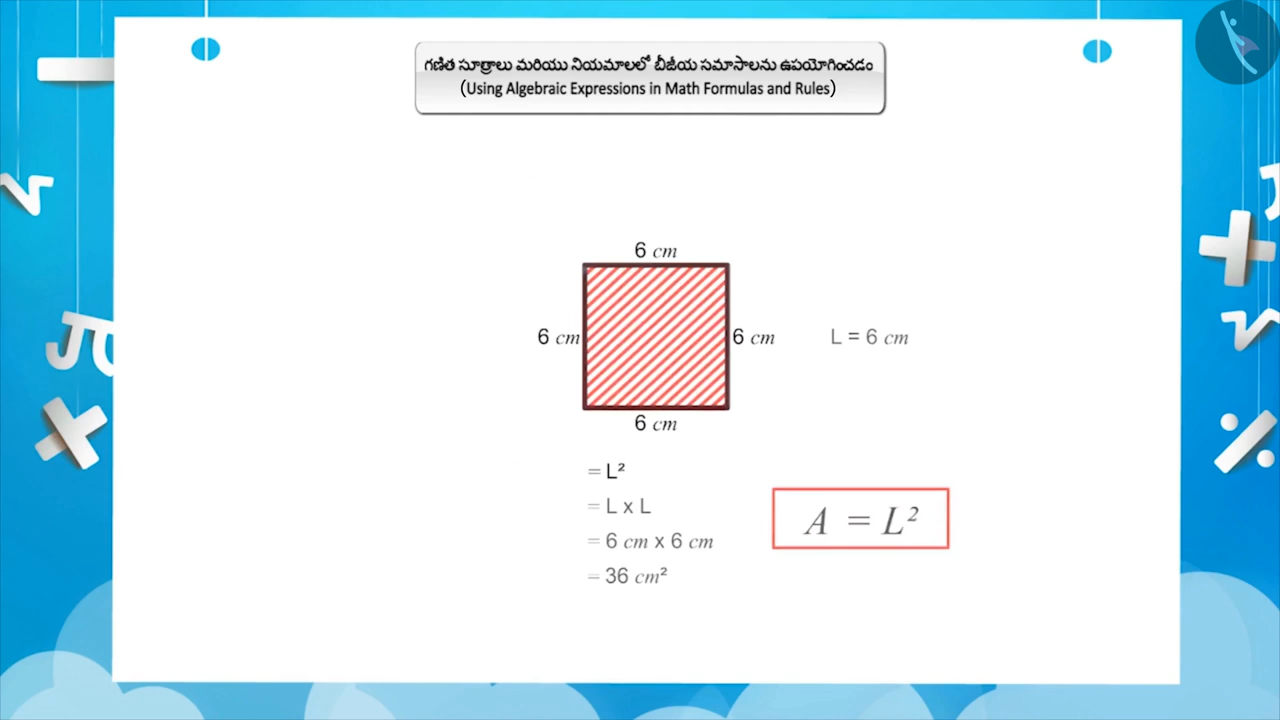 గణిత సూత్రాలు మరియు నియమాలలో బీజీయ సమాసాలను ఉపయోగించడం
(Using Algebraic Expressions in Math Formulas and Rules)
6 cm
6 cm
6 cm
L = 6 cm
6 cm
= L²
= L x L
= 6 cm x 6 cm
= 36 cm²
A = L²